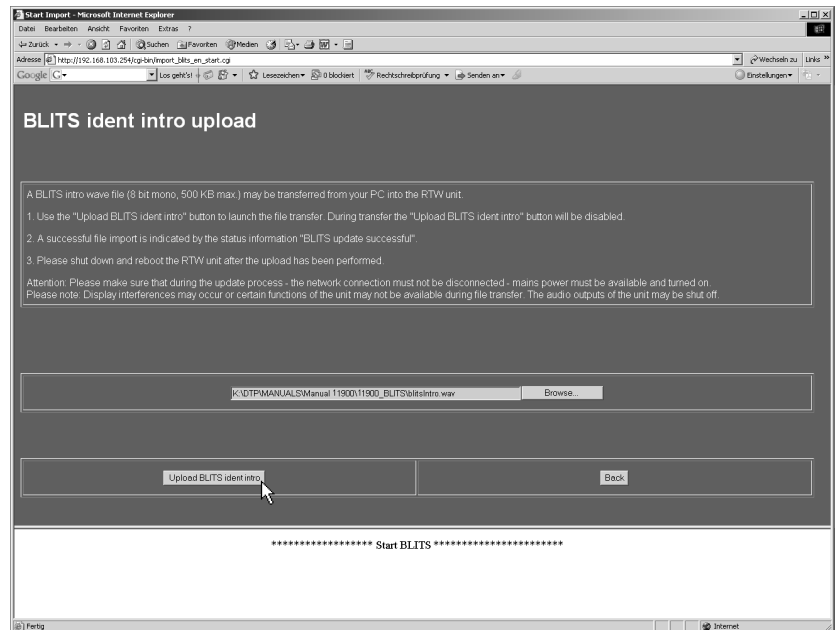 Start Import - Microsoft Internet Explorer
Datei Bearbeiten Ansicht Favoriten Extras ?
Zurück Suchen Favoriten Medien
Adresse http://192.168.103.254/cgi-bin/import_blits_en_start.cgi Wechseln zu Links »
Google G Los geht's! Lesezeichen 0 blockiert Rechtschreibprüfung Senden an Einstellungen
BLITS ident intro upload
A BLITS intro wave file (8 bit mono, 500 KB max.) may be transferred from your PC into the RTW unit.
1. Use the "Upload BLITS ident intro" button to launch the file transfer. During transfer the "Upload BLITS ident intro" button will be disabled.
2. A successful file import is indicated by the status information "BLITS update successful".
3. Please shut down and reboot the RTW unit after the upload has been performed.
Attention: Please make sure that during the update process - the network connection must not be disconnected - mains power must be available and turned on.
Please note: Display interferences may occur or certain functions of the unit may not be available during file transfer. The audio outputs of the unit may be shut off.
K:\DTP\MANUALS\Manual 11900\11900_BLITS\blitsIntro.wav Browse...
Upload BLITS ident intro Back
****************** Start BLITS ***********************
Fertig Internet